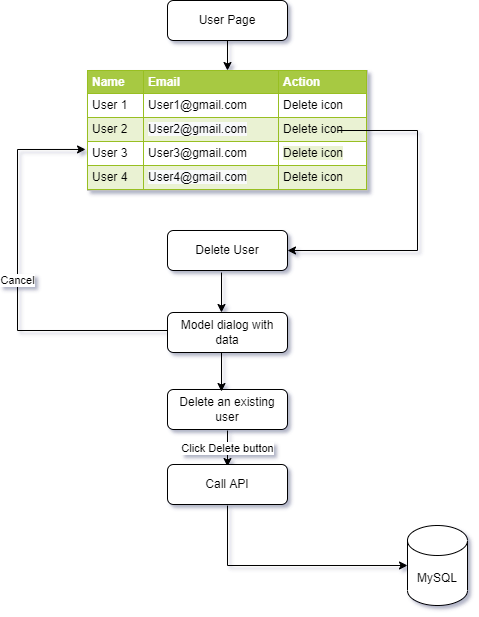 User Page
Name Email Action
User 1 User1@gmail.com Delete icon
User 2 User2@gmail.com Delete icon
User 3 User3@gmail.com Delete icon
User 4 User4@gmail.com Delete icon
Delete User
Cancel
Model dialog with
data
Delete an existing
user
Click Delete button
Call API
MySQL